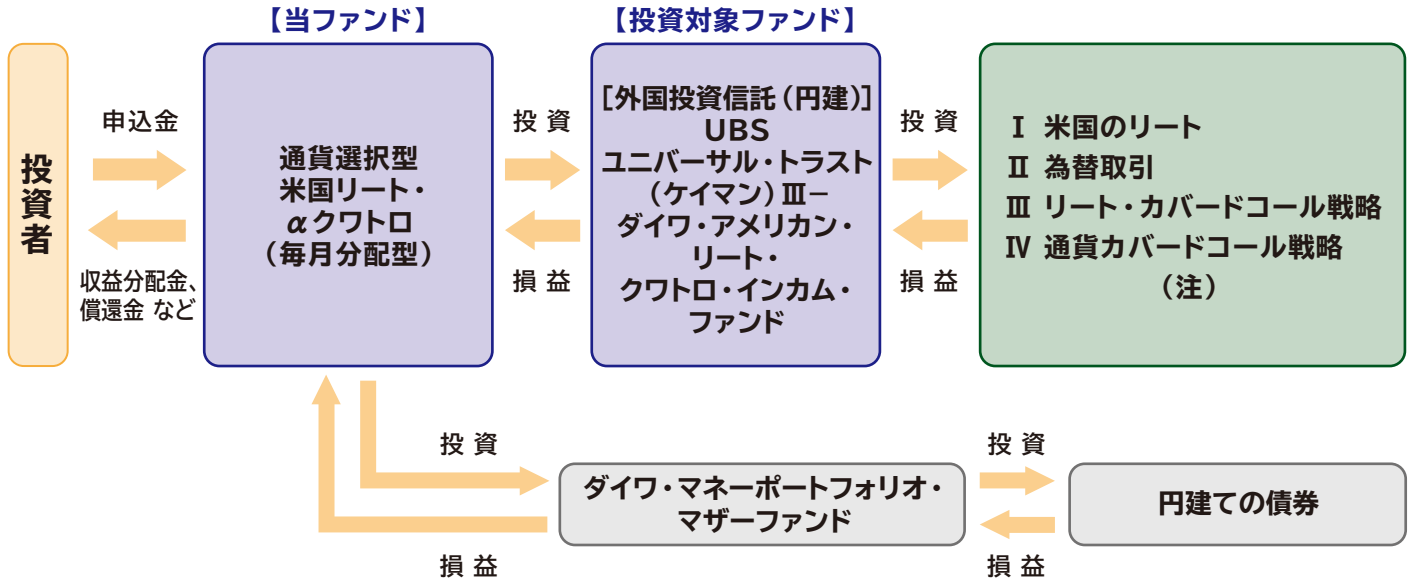 【当ファンド】
【投資対象ファンド】
投資者
申込金
収益分配金、
償還金 など
通貨選択型
米国リート・
αクワトロ
（毎月分配型）
投 資
損 益
［外国投資信託（円建）］
UBS
ユニバーサル・トラスト
（ケイマン）Ⅲ－
ダイワ・アメリカン・
リート・
クワトロ・インカム・
ファンド
投 資
損 益
Ⅰ 米国のリート
Ⅱ 為替取引
Ⅲ リート・カバードコール戦略
Ⅳ 通貨カバードコール戦略
（注）
投 資
損 益
ダイワ・マネーポートフォリオ・
マザーファンド
投 資
損 益
円建ての債券